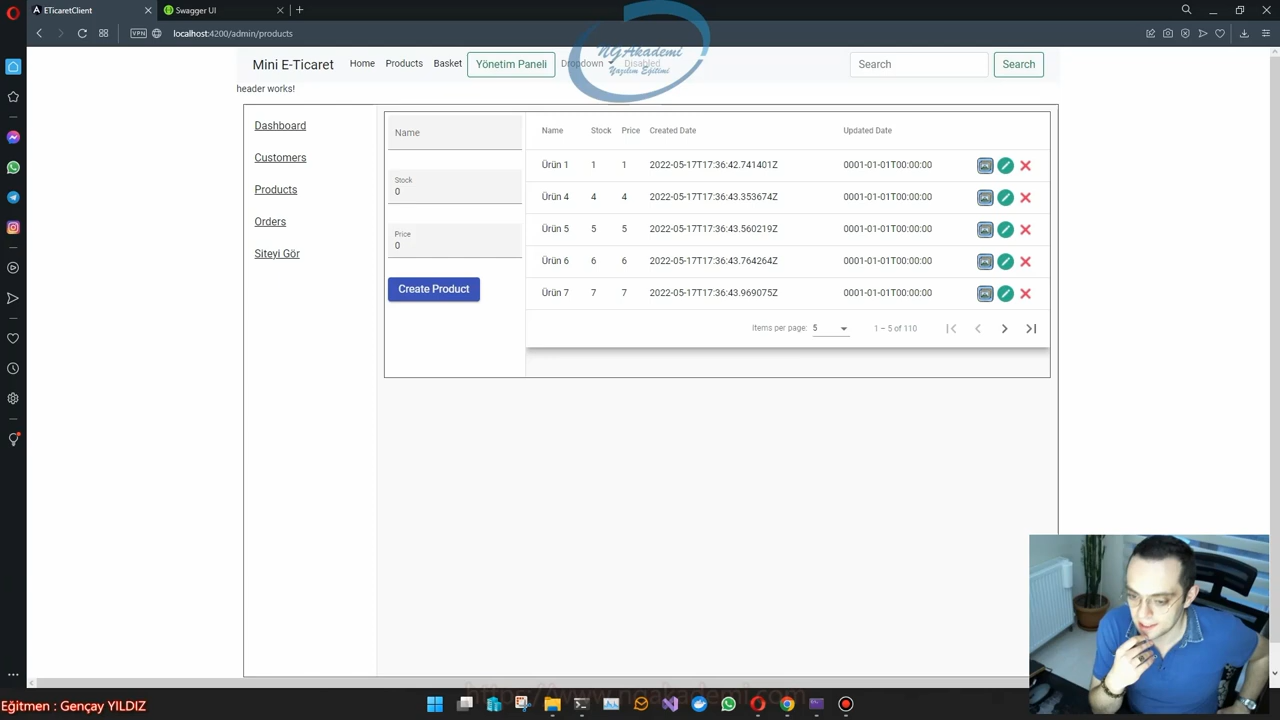 ETicaretClient
Swagger UI
VPN
localhost:4200/admin/products
NGAkademi
Yazılım Eğitimi
Mini E-Ticaret Home Products Basket Yönetim Paneli Dropdown Disabled Search Search
header works!
Dashboard
Customers
Products
Orders
Siteyi Gör
Name
Stock
0
Price
0
Create Product
Name Stock Price Created Date Updated Date
Ürün 1 1 1 2022-05-17T17:36:42.741401Z 0001-01-01T00:00:00
Ürün 4 4 4 2022-05-17T17:36:43.353674Z 0001-01-01T00:00:00
Ürün 5 5 5 2022-05-17T17:36:43.560219Z 0001-01-01T00:00:00
Ürün 6 6 6 2022-05-17T17:36:43.764264Z 0001-01-01T00:00:00
Ürün 7 7 7 2022-05-17T17:36:43.969075Z 0001-01-01T00:00:00
Items per page: 5 1 – 5 of 110
Eğitmen : Gençay YILDIZ